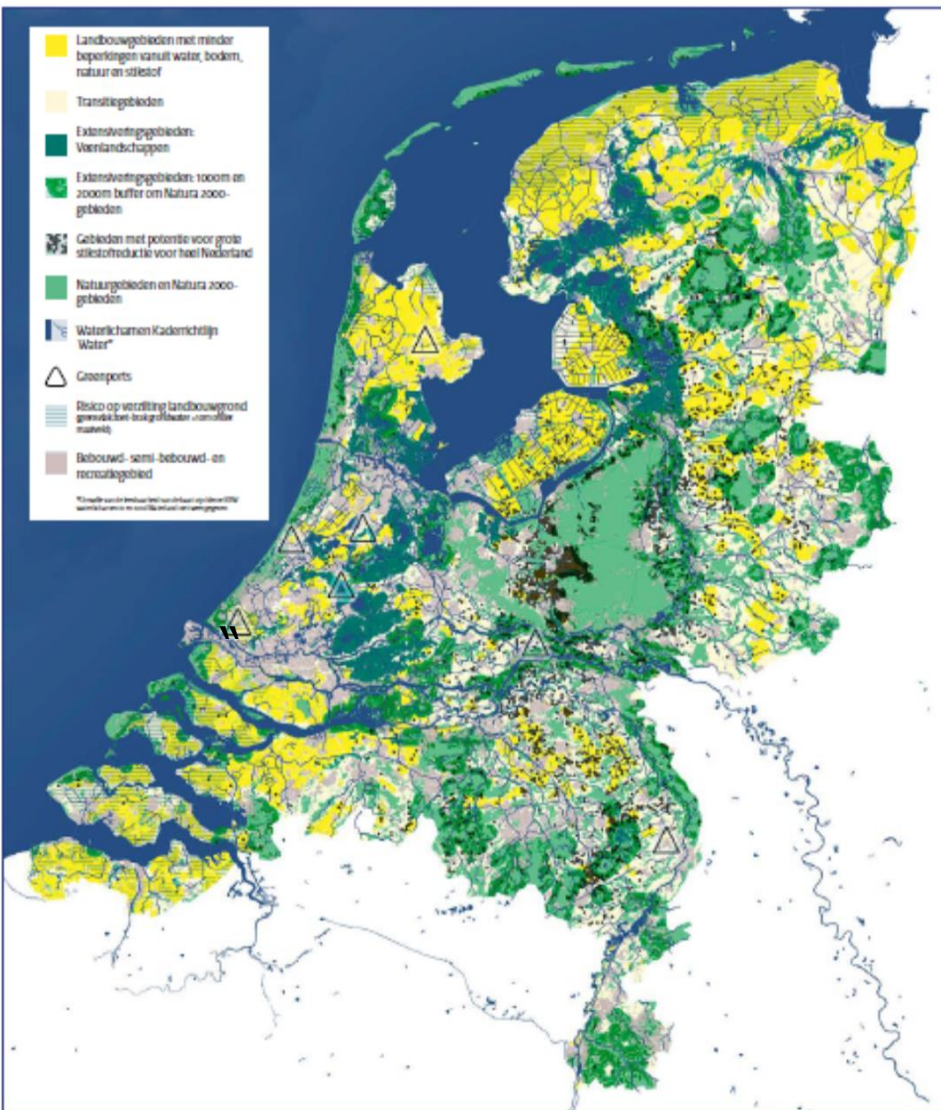 Landbouwgebieden met minder
beperkingen vanuit water, bodem,
natuur en stikstof
Transitiegebieden
Extensiveringsgebieden:
Veenlandschappen
Extensiveringsgebieden: 1000m en
2000m buffer om Natura 2000-
gebieden
Gebieden met potentie voor grote
stikstofreductie voor heel Nederland
Natuurgebieden en Natura 2000-
gebieden
Waterlichamen Kaderrichtlijn
Water*
Greenports
Risico op verzilting landbouwgrond
Bebouwd- semi-bebouwd- en
recreatiegebied